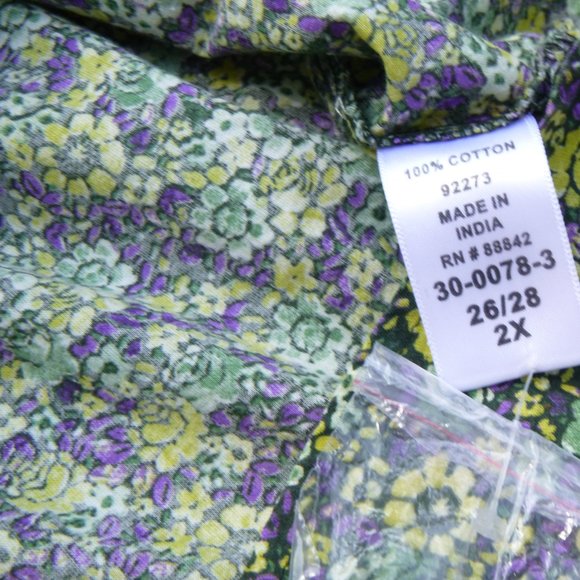 100% COTTON
92273
MADE IN
INDIA
RN # 88842
30-0078-3
26/28
2X